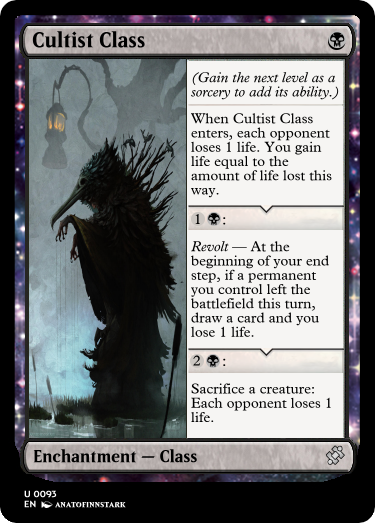 Cultist Class
(Gain the next level as a
sorcery to add its ability.)
When Cultist Class
enters, each opponent
loses 1 life. You gain
life equal to the
amount of life lost this
way.
1 :
Revolt — At the
beginning of your end
step, if a permanent
you control left the
battlefield this turn,
draw a card and you
lose 1 life.
2 :
Sacrifice a creature:
Each opponent loses 1
life.
Enchantment — Class
U 0093
EN ANATOFINNSTARK